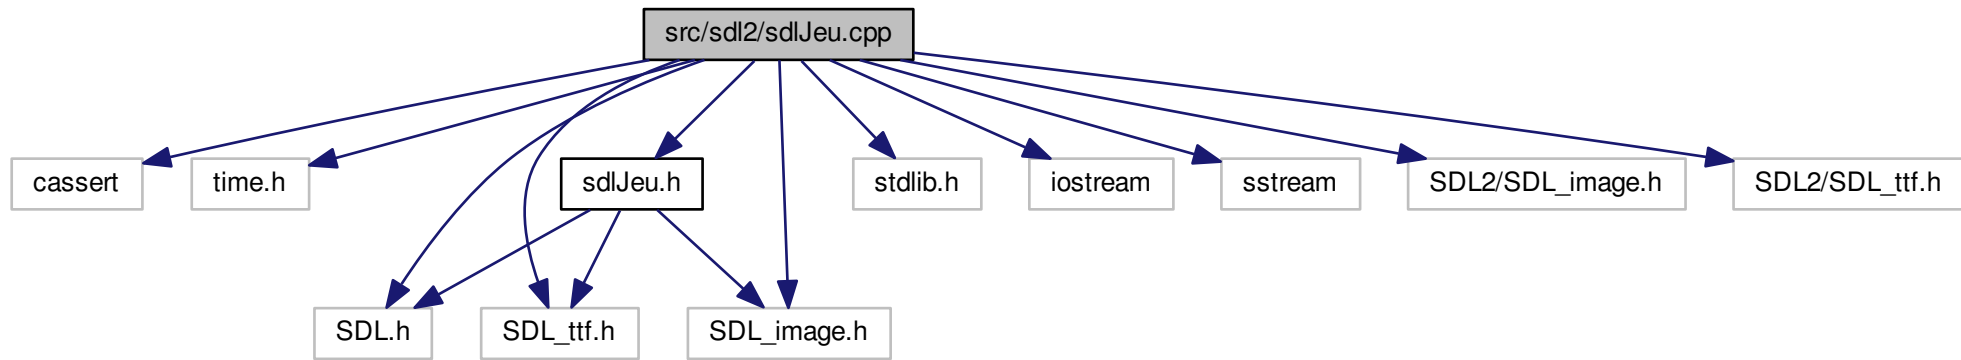 src/sdl2/sdlJeu.cpp
cassert
time.h
sdlJeu.h
stdlib.h
iostream
sstream
SDL2/SDL_image.h
SDL2/SDL_ttf.h
SDL.h
SDL_ttf.h
SDL_image.h